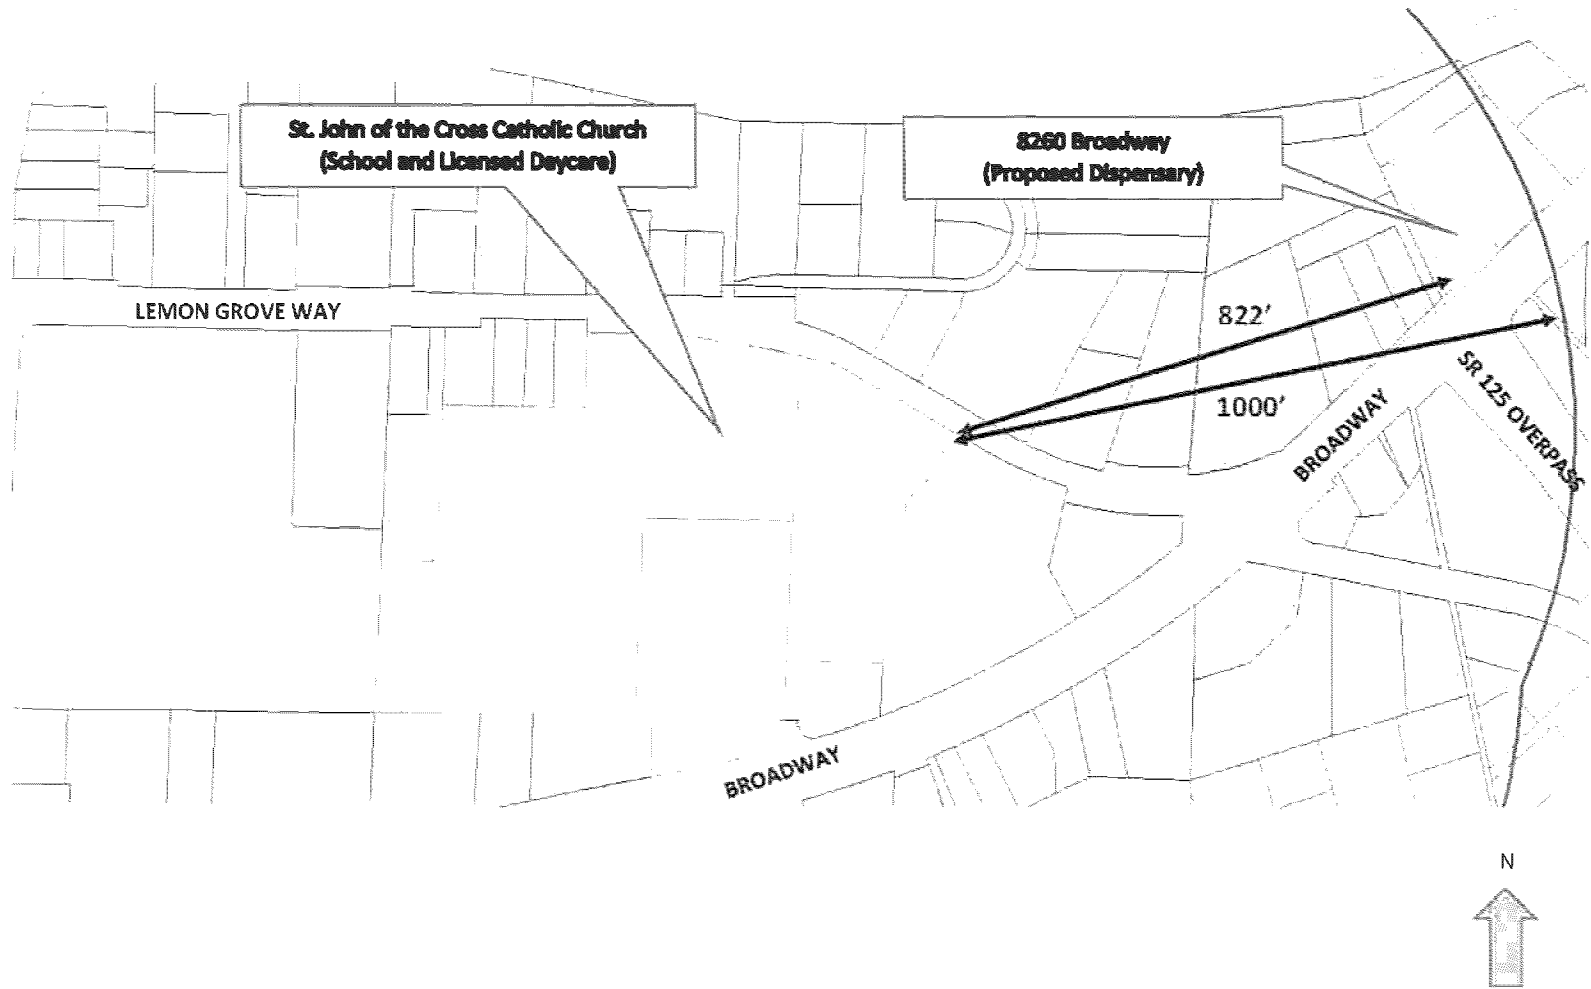 St. John of the Cross Catholic Church
(School and Licensed Daycare)
8260 Broadway
(Proposed Dispensary)
LEMON GROVE WAY
822'
1000'
SR 125 OVERPASS
BROADWAY
BROADWAY
N